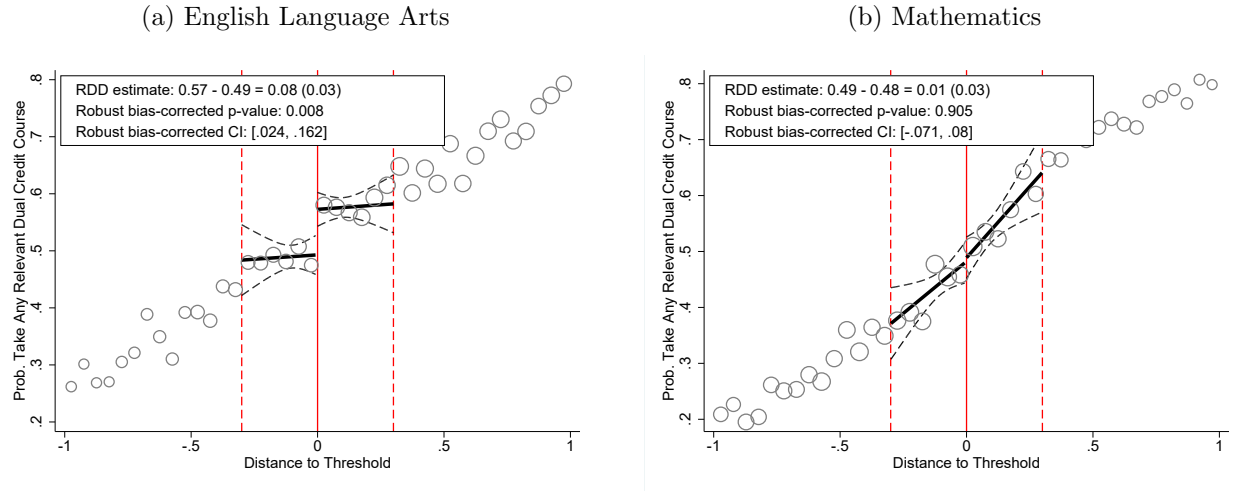 (a) English Language Arts
RDD estimate: 0.57 - 0.49 = 0.08 (0.03)
Robust bias-corrected p-value: 0.008
Robust bias-corrected CI: [.024, .162]
Prob. Take Any Relevant Dual Credit Course
.8
.7
.6
.5
.4
.3
.2
-1
-.5
0
.5
1
Distance to Threshold
(b) Mathematics
RDD estimate: 0.49 - 0.48 = 0.01 (0.03)
Robust bias-corrected p-value: 0.905
Robust bias-corrected CI: [-.071, .08]
Prob. Take Any Relevant Dual Credit Course
.8
.7
.6
.5
.4
.3
.2
-1
-.5
0
.5
1
Distance to Threshold